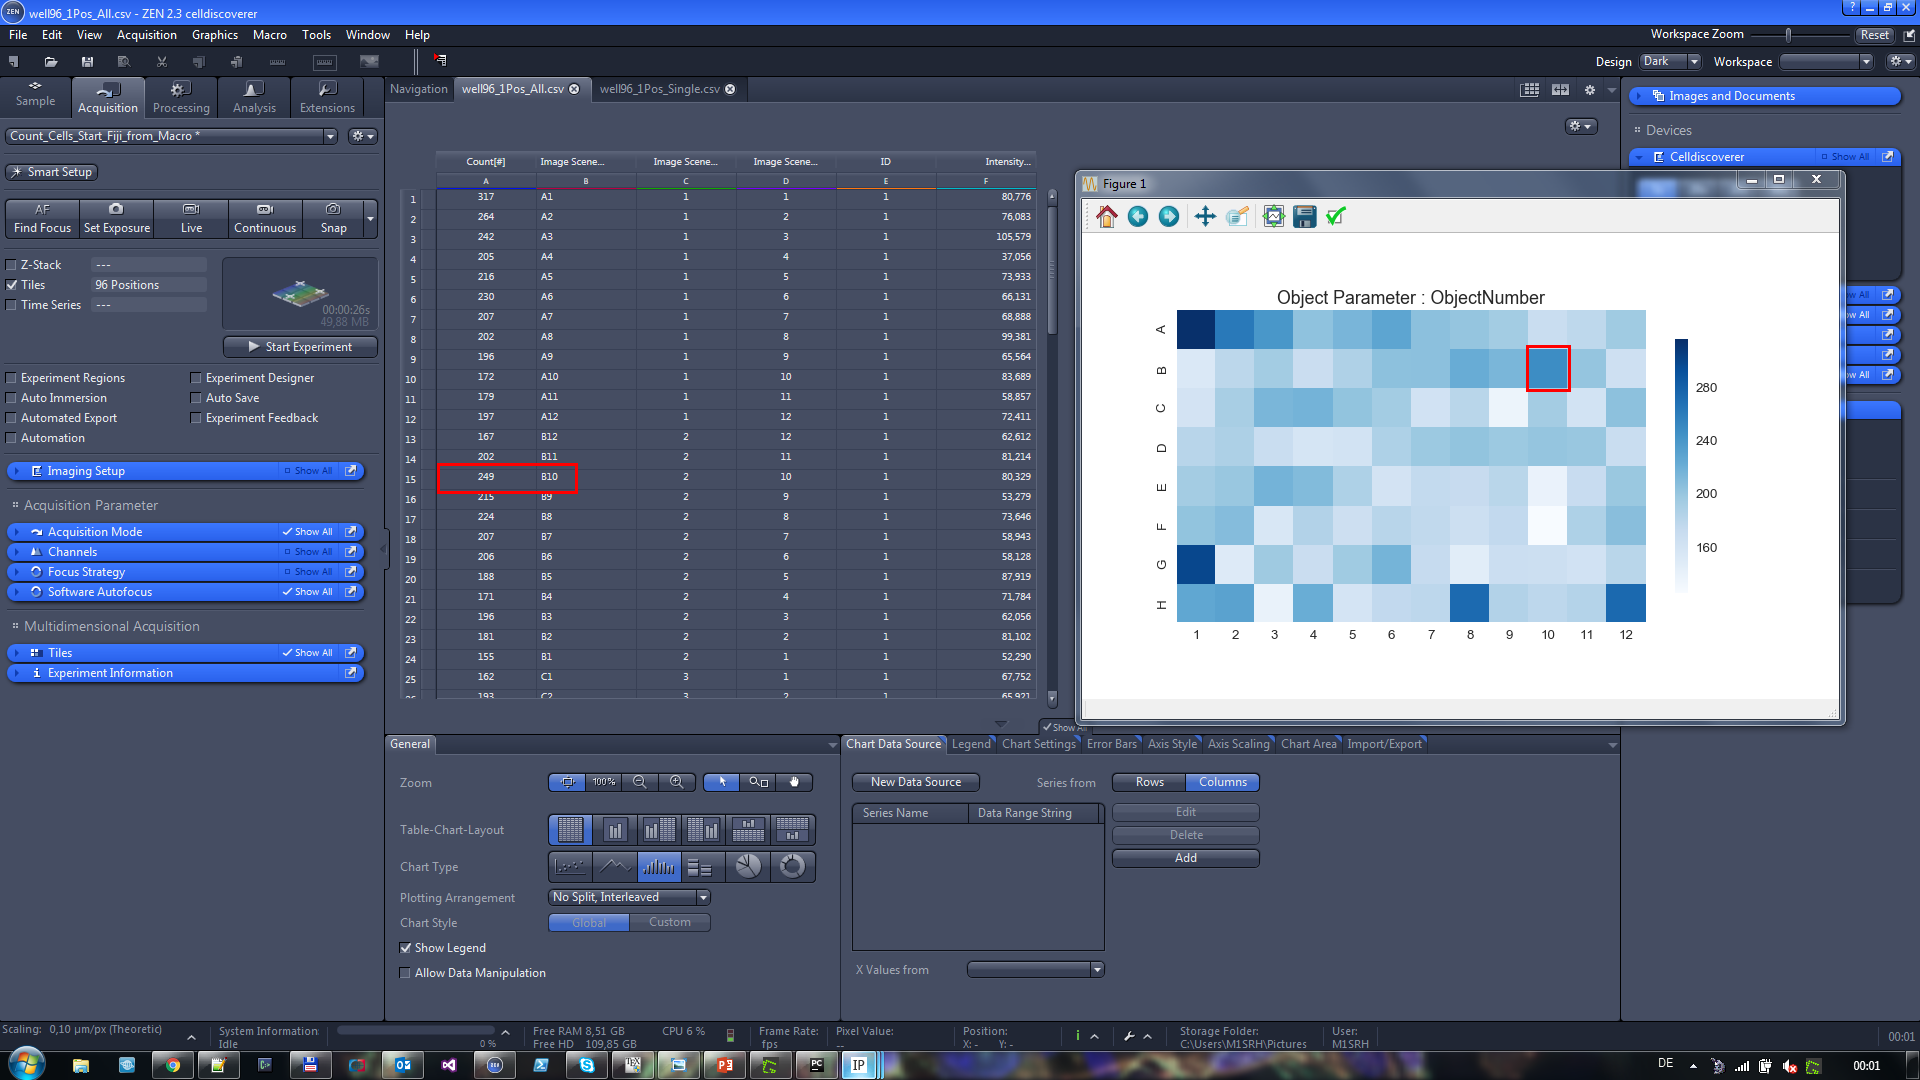 well96_1Pos_All.csv - ZEN 2.3 celldiscoverer
File Edit View Acquisition Graphics Macro Tools Window Help
Workspace Zoom Reset
Design Dark Workspace
Sample Acquisition Processing Analysis Extensions
Navigation well96_1Pos_All.csv well96_1Pos_Single.csv
Count_Cells_Start_Fiji_from_Macro *
Smart Setup
AF
Find Focus Set Exposure Live Continuous Snap
Z-Stack ---
Tiles 96 Positions
Time Series ---
00:00:26s
49,88 MB
Start Experiment
Experiment Regions Experiment Designer
Auto Immersion Auto Save
Automated Export Experiment Feedback
Automation
Imaging Setup Show All
Acquisition Parameter
Acquisition Mode Show All
Channels Show All
Focus Strategy Show All
Software Autofocus Show All
Multidimensional Acquisition
Tiles Show All
Experiment Information
Count[#] Image Scene... Image Scene... Image Scene... ID Intensity...
A B C D E F
1 317 A1 1 1 1 80,776
2 264 A2 1 2 1 76,083
3 242 A3 1 3 1 105,579
4 205 A4 1 4 1 37,056
5 216 A5 1 5 1 73,933
6 230 A6 1 6 1 66,131
7 207 A7 1 7 1 68,888
8 202 A8 1 8 1 99,381
9 196 A9 1 9 1 65,564
10 172 A10 1 10 1 83,689
11 179 A11 1 11 1 58,857
12 197 A12 1 12 1 72,411
13 167 B12 2 12 1 62,612
14 202 B11 2 11 1 81,214
15 249 B10 2 10 1 80,329
16 215 B9 2 9 1 53,279
17 224 B8 2 8 1 73,646
18 207 B7 2 7 1 58,943
19 206 B6 2 6 1 58,128
20 188 B5 2 5 1 87,919
21 171 B4 2 4 1 71,784
22 196 B3 2 3 1 62,056
23 181 B2 2 2 1 81,102
24 155 B1 2 1 1 52,290
25 162 C1 3 1 1 67,752
26 193 C2 3 2 1 65,921
Show All
Images and Documents
Devices
Celldiscoverer Show All
Figure 1
Object Parameter : ObjectNumber
A
B
C
D
E
F
G
H
1 2 3 4 5 6 7 8 9 10 11 12
280
240
200
160
General
Zoom 100%
Table-Chart-Layout
Chart Type
Plotting Arrangement No Split, Interleaved
Chart Style Global Custom
Show Legend
Allow Data Manipulation
Chart Data Source Legend Chart Settings Error Bars Axis Style Axis Scaling Chart Area Import/Export
New Data Source Series from Rows Columns
Series Name Data Range String
Edit
Delete
Add
X Values from
Scaling: 0,10 µm/px (Theoretic)
System Information:
Idle
0 %
Free RAM 8,51 GB
Free HD 109,85 GB
CPU 6 %
Frame Rate:
fps
Pixel Value:
--
Position:
X: - Y: -
Storage Folder:
C:\Users\M1SRH\Pictures
User:
M1SRH
00:01
DE 00:01